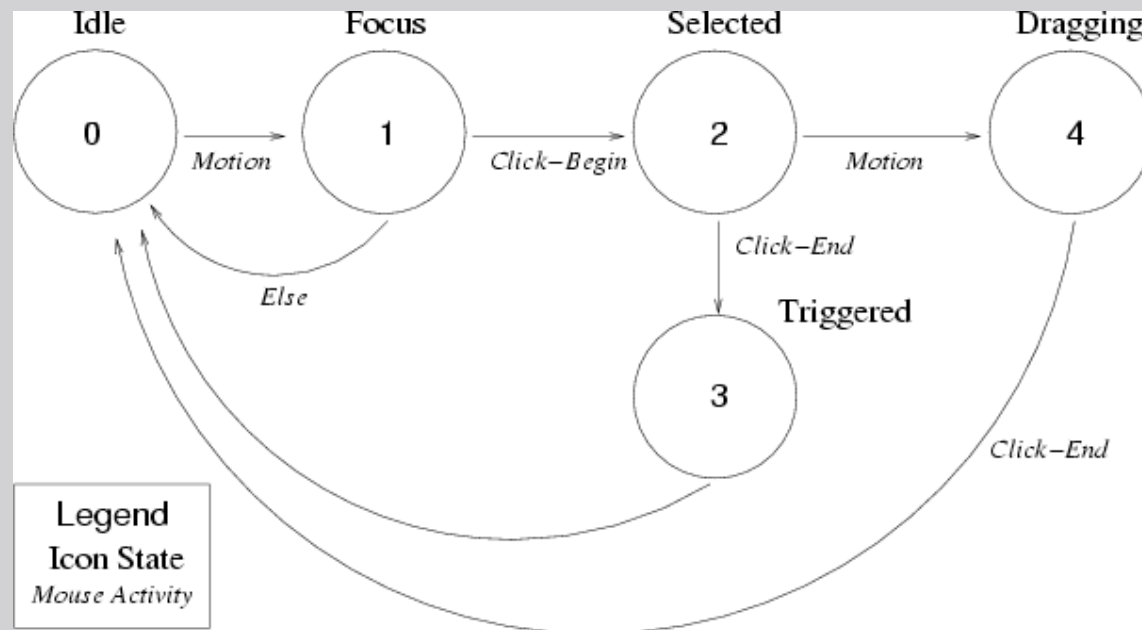 Idle
Focus
Selected
Dragging
0
1
2
4
Motion
Click–Begin
Motion
Click–End
Else
Triggered
3
Click–End
Legend
Icon State
Mouse Activity